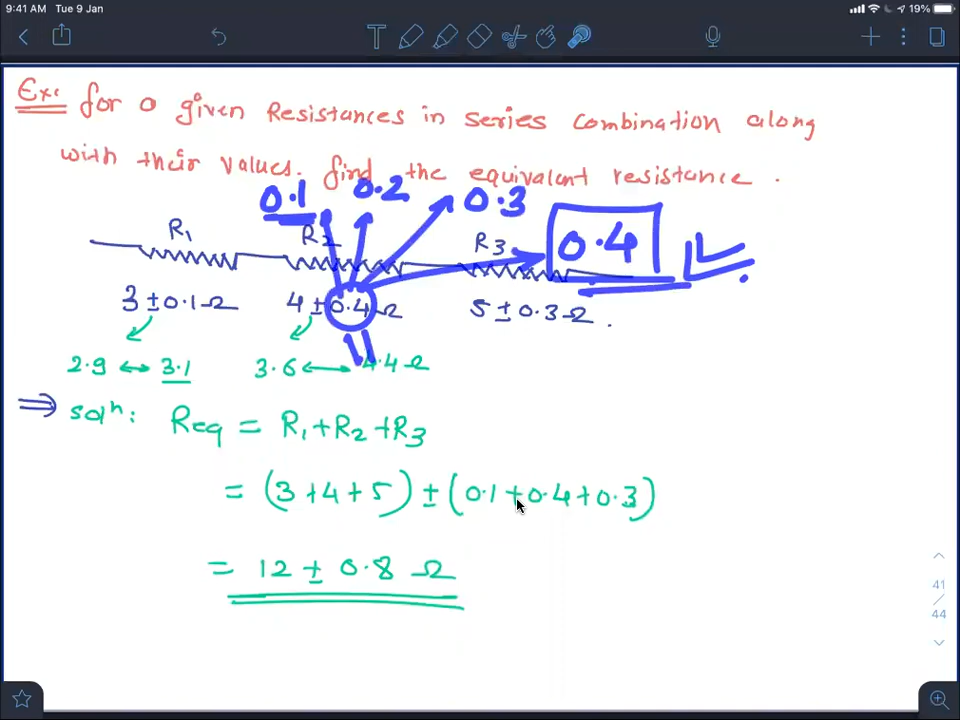 9:41 AM Tue 9 Jan
19%
Ex: for a given Resistances in series combination along
with their values. find the equivalent resistance.
0.1 0.2 0.3 0.4
R1 R2 R3
3 ± 0.1 Ω 4 ± 0.4 Ω 5 ± 0.3 Ω.
2.9 ↔ 3.1 3.6 ↔ 4.4 Ω
⇒ soln: Req = R1+R2+R3
= (3+4+5) ± (0.1+0.4+0.3)
= 12 ± 0.8 Ω
41
/
44